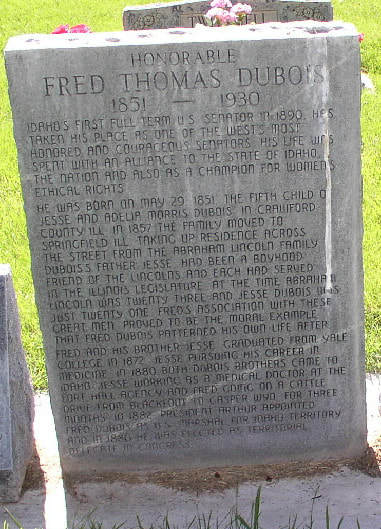 HONORABLE
FRED THOMAS DUBOIS
1851 — 1930
IDAHO'S FIRST FULL TERM U.S. SENATOR IN 1890, HAS
TAKEN HIS PLACE AS ONE OF THE WEST'S MOST
HONORED AND COURAGEOUS SENATORS. HIS LIFE WAS
SPENT WITH AN ALLIANCE TO THE STATE OF IDAHO,
THE NATION AND ALSO AS A CHAMPION FOR WOMEN'S
ETHICAL RIGHTS.
HE WAS BORN ON MAY 29, 1851. THE FIFTH CHILD O
JESSE AND ADELIA MORRIS DUBOIS, IN CRAWFORD
COUNTY ILL. IN 1857 THE FAMILY MOVED TO
SPRINGFIELD ILL. TAKING UP RESIDENCE ACROSS
THE STREET FROM THE ABRAHAM LINCOLN FAMILY.
DUBOIS'S FATHER JESSE HAD BEEN A BOYHOOD
FRIEND OF THE LINCOLNS AND EACH HAD SERVED
IN THE ILLINOIS LEGISLATURE AT THE TIME ABRAHAM
LINCOLN WAS TWENTY THREE AND JESSE DUBOIS WAS
JUST TWENTY ONE. FRED'S ASSOCIATION WITH THESE
GREAT MEN, PROVED TO BE THE MORAL EXAMPLE
THAT FRED DUBOIS PATTERNED HIS OWN LIFE AFTER.
FRED AND HIS BROTHER JESSE GRADUATED FROM YALE
COLLEGE IN 1872, JESSE PURSUING HIS CAREER IN
MEDICINE. IN 1880 BOTH DUBOIS BROTHERS CAME TO
IDAHO, JESSE WORKING AS A MEDICAL DOCTOR AT THE
FORT HALL AGENCY AND FRED GOING ON A CATTLE
DRIVE FROM BLACKFOOT TO CASPER WYO. FOR THREE
MONTHS. IN 1882 PRESIDENT ARTHUR APPOINTED
FRED DUBOIS AS U.S. MARSHAL FOR IDAHO TERRITORY
AND IN 1886 HE WAS ELECTED AS TERRITORIAL
DELEGATE IN CONGRESS.